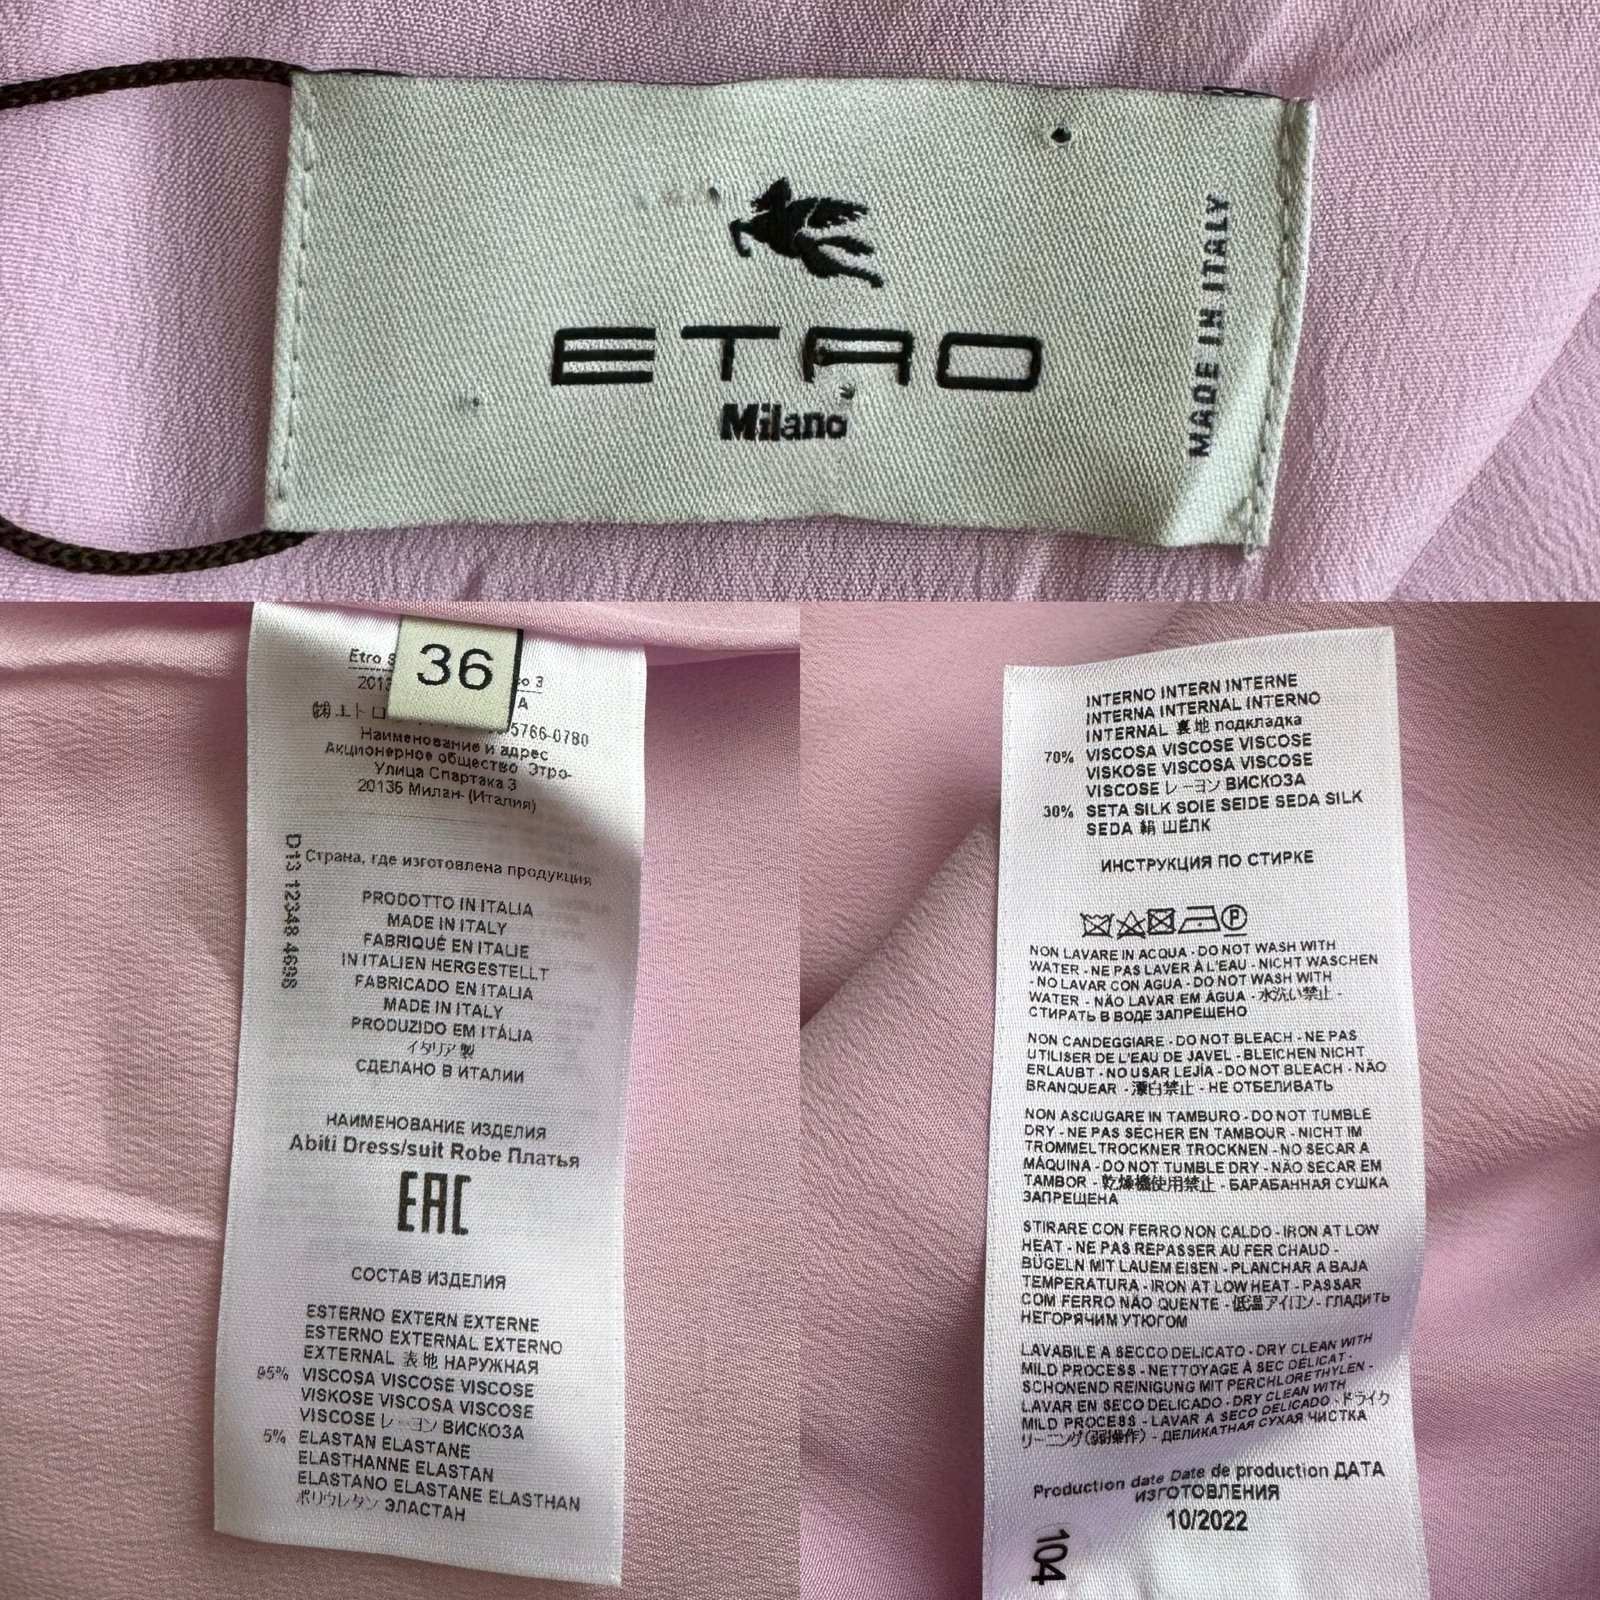 ETRO
Milano
MADE IN ITALY
36
Etro
o 3
A
5766-0780
Наименование и адрес
Акционерное общество Этро-
Улица Спартака 3
20135 Милан- (Италия)
D13 12348 4698
Страна, где изготовлена продукция
PRODOTTO IN ITALIA
MADE IN ITALY
FABRIQUÉ EN ITALIE
IN ITALIEN HERGESTELLT
FABRICADO EN ITALIA
MADE IN ITALY
PRODUZIDO EM ITÁLIA
イタリア製
СДЕЛАНО В ИТАЛИИ
НАИМЕНОВАНИЕ ИЗДЕЛИЯ
Abiti Dress/suit Robe Платья
EAC
СОСТАВ ИЗДЕЛИЯ
ESTERNO EXTERN EXTERNE
ESTERNO EXTERNAL EXTERNO
EXTERNAL 表地 НАРУЖНАЯ
95% VISCOSA VISCOSE VISCOSE
VISKOSE VISCOSA VISCOSE
VISCOSE レーヨン ВИСКОЗА
5% ELASTAN ELASTANE
ELASTHANNE ELASTAN
ELASTANO ELASTANE ELASTHAN
ポリウレタン ЭЛАСТАН
INTERNO INTERN INTERNE
INTERNA INTERNAL INTERNO
INTERNAL 裏地 подкладка
70% VISCOSA VISCOSE VISCOSE
VISKOSE VISCOSA VISCOSE
VISCOSE レーヨン ВИСКОЗА
30% SETA SILK SOIE SEIDE SEDA SILK
SEDA 絹 ШЁЛК
ИНСТРУКЦИЯ ПО СТИРКЕ
P
NON LAVARE IN ACQUA - DO NOT WASH WITH
WATER - NE PAS LAVER À L'EAU - NICHT WASCHEN
- NO LAVAR CON AGUA - DO NOT WASH WITH
WATER - NÃO LAVAR EM ÁGUA - 水洗い禁止 -
СТИРАТЬ В ВОДЕ ЗАПРЕЩЕНО
NON CANDEGGIARE - DO NOT BLEACH - NE PAS
UTILISER DE L'EAU DE JAVEL - BLEICHEN NICHT
ERLAUBT - NO USAR LEJÍA - DO NOT BLEACH - NÃO
BRANQUEAR - 漂白禁止 - НЕ ОТБЕЛИВАТЬ
NON ASCIUGARE IN TAMBURO - DO NOT TUMBLE
DRY - NE PAS SÉCHER EN TAMBOUR - NICHT IM
TROMMELTROCKNER TROCKNEN - NO SECAR A
MÁQUINA - DO NOT TUMBLE DRY - NÃO SECAR EM
TAMBOR - 乾燥機使用禁止 - БАРАБАННАЯ СУШКА
ЗАПРЕЩЕНА
STIRARE CON FERRO NON CALDO - IRON AT LOW
HEAT - NE PAS REPASSER AU FER CHAUD -
BÜGELN MIT LAUEM EISEN - PLANCHAR A BAJA
TEMPERATURA - IRON AT LOW HEAT - PASSAR
COM FERRO NÃO QUENTE - 低温アイロン - ГЛАДИТЬ
НЕГОРЯЧИМ УТЮГОМ
LAVABILE A SECCO DELICATO - DRY CLEAN WITH
MILD PROCESS - NETTOYAGE À SEC DÉLICAT -
SCHONEND REINIGUNG MIT PERCHLORETHYLEN -
LAVAR EN SECO DELICADO - DRY CLEAN WITH
MILD PROCESS - LAVAR A SECO DELICADO - ドライク
リーニング(弱操作) - ДЕЛИКАТНАЯ СУХАЯ ЧИСТКА
Production date Date de production ДАТА
ИЗГОТОВЛЕНИЯ
10/2022
104